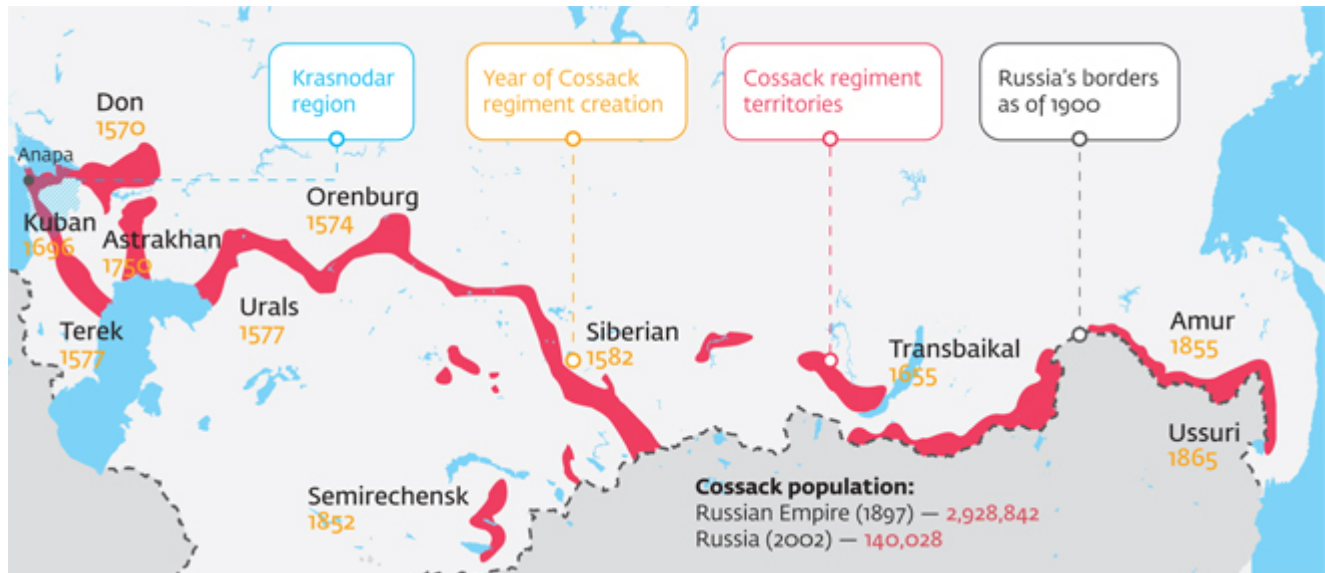 Krasnodar
region
Year of Cossack
regiment creation
Cossack regiment
territories
Russia's borders
as of 1900
Don
1570
Anapa
Kuban
1696
Astrakhan
1750
Orenburg
1574
Terek
1577
Urals
1577
Siberian
1582
Transbaikal
1655
Amur
1855
Ussuri
1865
Semirechensk
1852
Cossack population:
Russian Empire (1897) — 2,928,842
Russia (2002) — 140,028